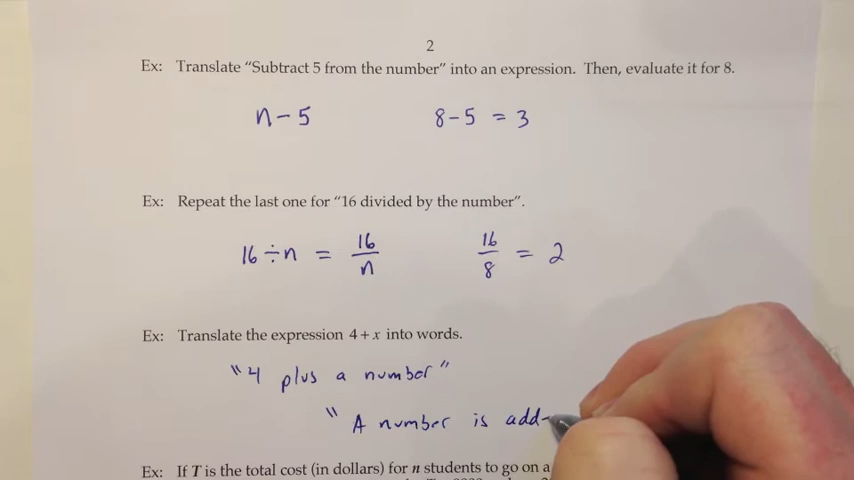 2
Ex: Translate "Subtract 5 from the number" into an expression. Then, evaluate it for 8.
n - 5 8 - 5 = 3
Ex: Repeat the last one for "16 divided by the number".
16 ÷ n = 16/n 16/8 = 2
Ex: Translate the expression 4 + x into words.
"4 plus a number"
"A number is add
Ex: If T is the total cost (in dollars) for n students to go on a